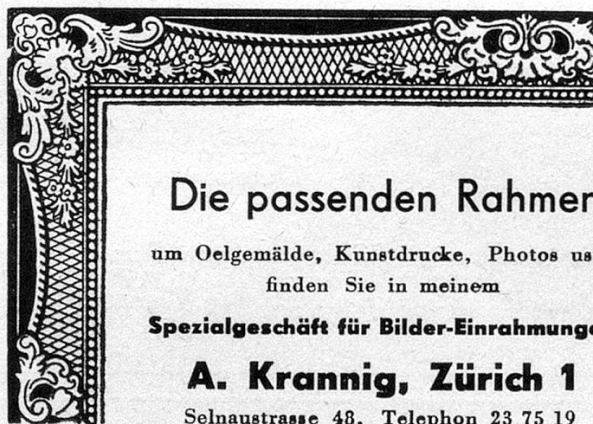 Die passenden Rahmen
um Oelgemälde, Kunstdrucke, Photos us
finden Sie in meinem
Spezialgeschäft für Bilder-Einrahmunge
A. Krannig, Zürich 1
Selnaustrasse 48, Telephon 23 75 19